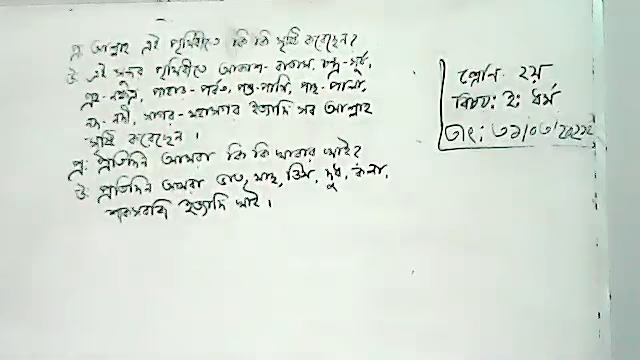 প্র: আল্লাহ এই পৃথিবীতে কি কি সৃষ্টি করেছেন?
উ: এই সুন্দর পৃথিবীতে আকাশ-বাতাস, চন্দ্র-সূর্য,
গ্রহ-নক্ষত্র, পাহাড়-পর্বত, পশু-পাখি, গাছ-পালা,
নদ-নদী, সাগর-মহাসাগর ইত্যাদি সব আল্লাহ
সৃষ্টি করেছেন।
প্র: প্রতিদিন আমরা কি কি খাবার খাই?
উ: প্রতিদিন আমরা ভাত, মাছ, ডিম, দুধ, কলা,
শাকসবজি ইত্যাদি খাই।
শ্রেণি: ২য়
বিষয়: ই: ধর্ম
তাং: